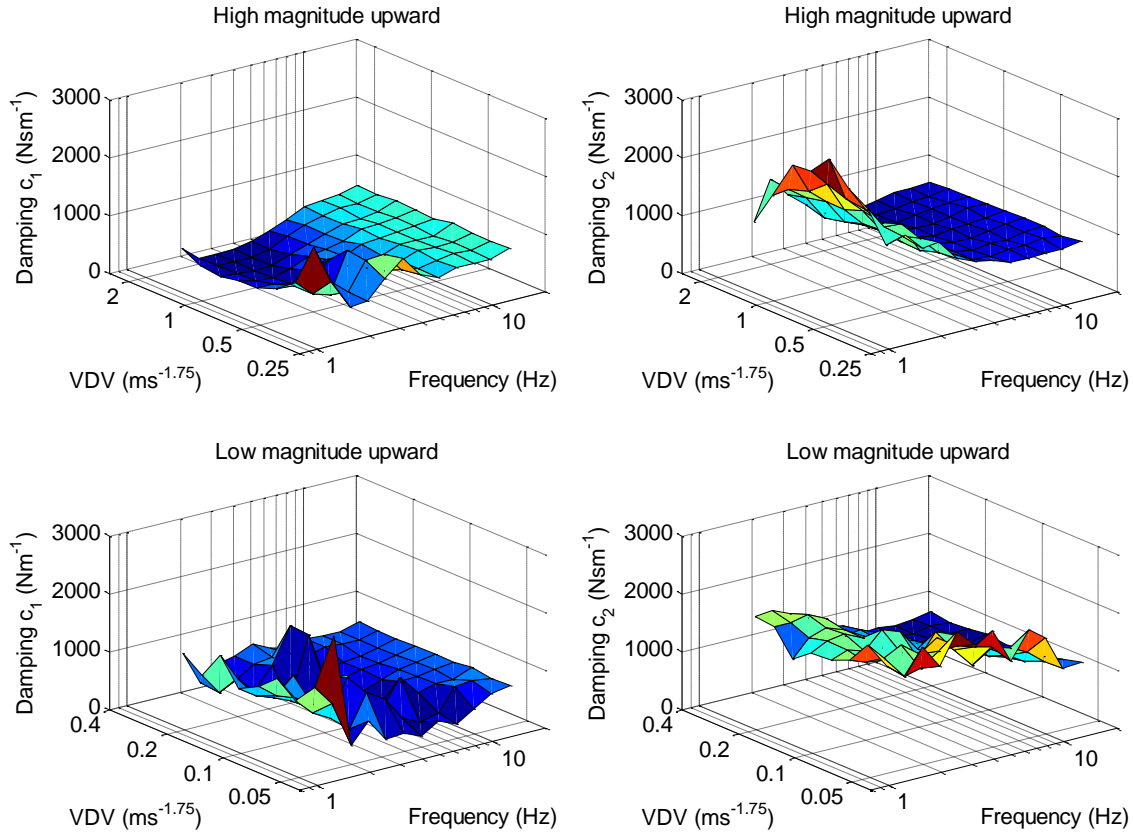 High magnitude upward
Damping c₁ (Nsm⁻¹)
3000
2000
1000
0
2
1
0.5
0.25
VDV (ms⁻¹·⁷⁵)
1
10
Frequency (Hz)
High magnitude upward
Damping c₂ (Nsm⁻¹)
3000
2000
1000
0
2
1
0.5
0.25
VDV (ms⁻¹·⁷⁵)
1
10
Frequency (Hz)
Low magnitude upward
Damping c₁ (Nm⁻¹)
3000
2000
1000
0
0.4
0.2
0.1
0.05
VDV (ms⁻¹·⁷⁵)
1
10
Frequency (Hz)
Low magnitude upward
Damping c₂ (Nsm⁻¹)
3000
2000
1000
0
0.4
0.2
0.1
0.05
VDV (ms⁻¹·⁷⁵)
1
10
Frequency (Hz)